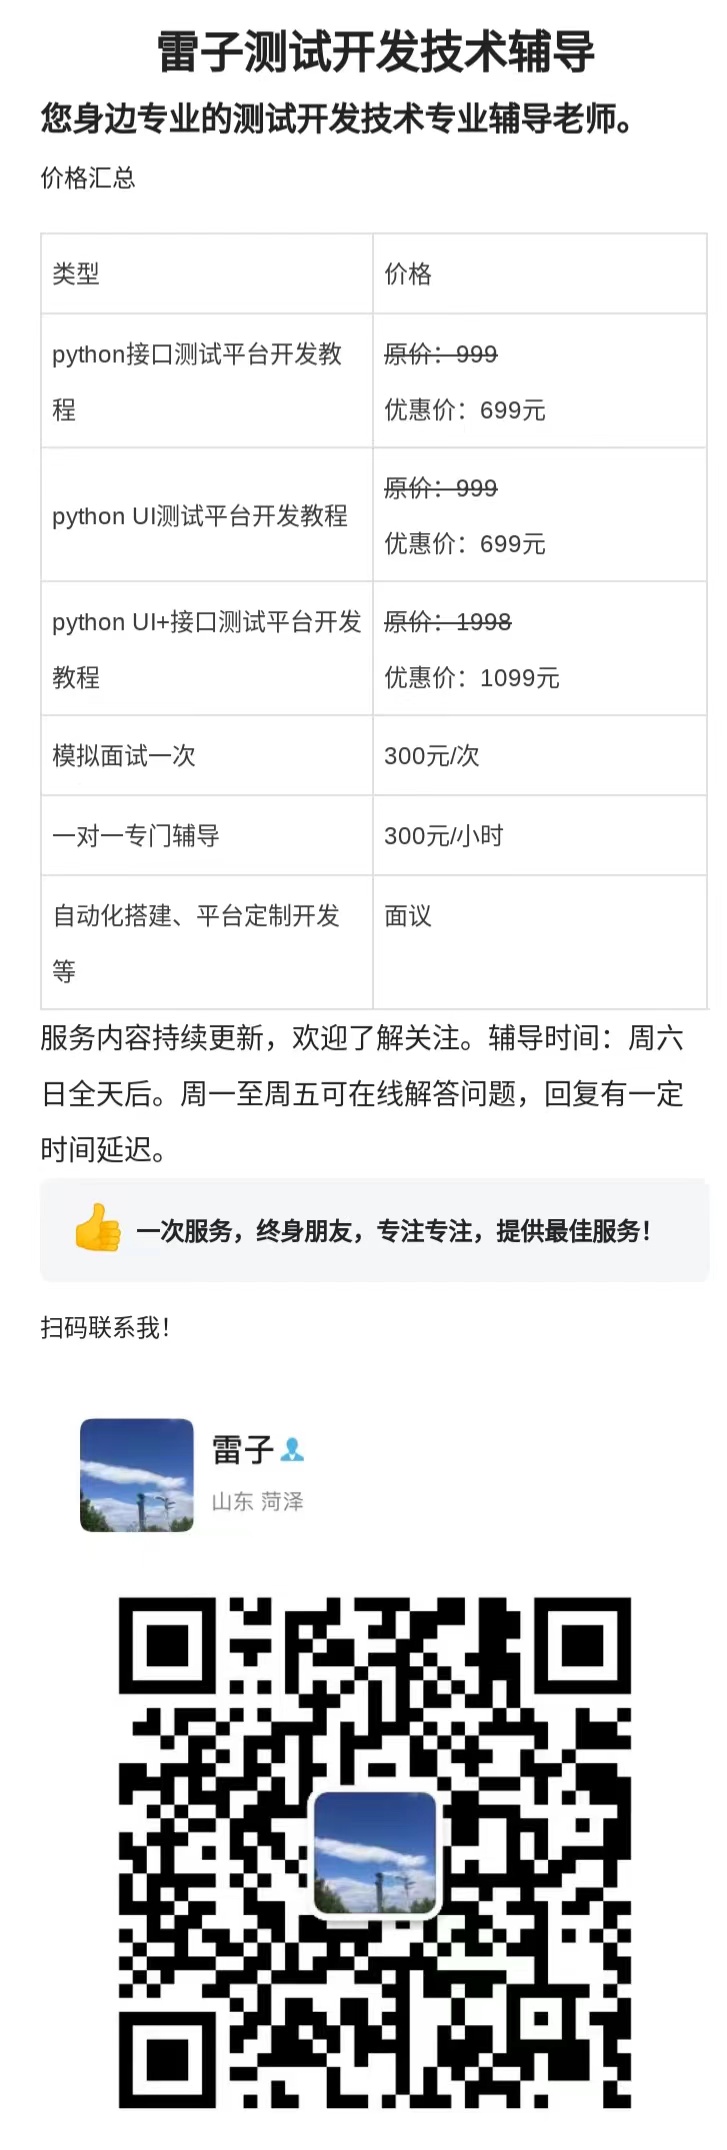 雷子测试开发技术辅导
您身边专业的测试开发技术专业辅导老师。
价格汇总
类型
价格
python接口测试平台开发教
程
原价：999
优惠价：699元
python UI测试平台开发教程
原价：999
优惠价：699元
python UI+接口测试平台开发
教程
原价：1998
优惠价：1099元
模拟面试一次
300元/次
一对一专门辅导
300元/小时
自动化搭建、平台定制开发
等
面议
服务内容持续更新，欢迎了解关注。辅导时间：周六
日全天后。周一至周五可在线解答问题，回复有一定
时间延迟。
一次服务，终身朋友，专注专注，提供最佳服务！
扫码联系我！
雷子
山东 菏泽